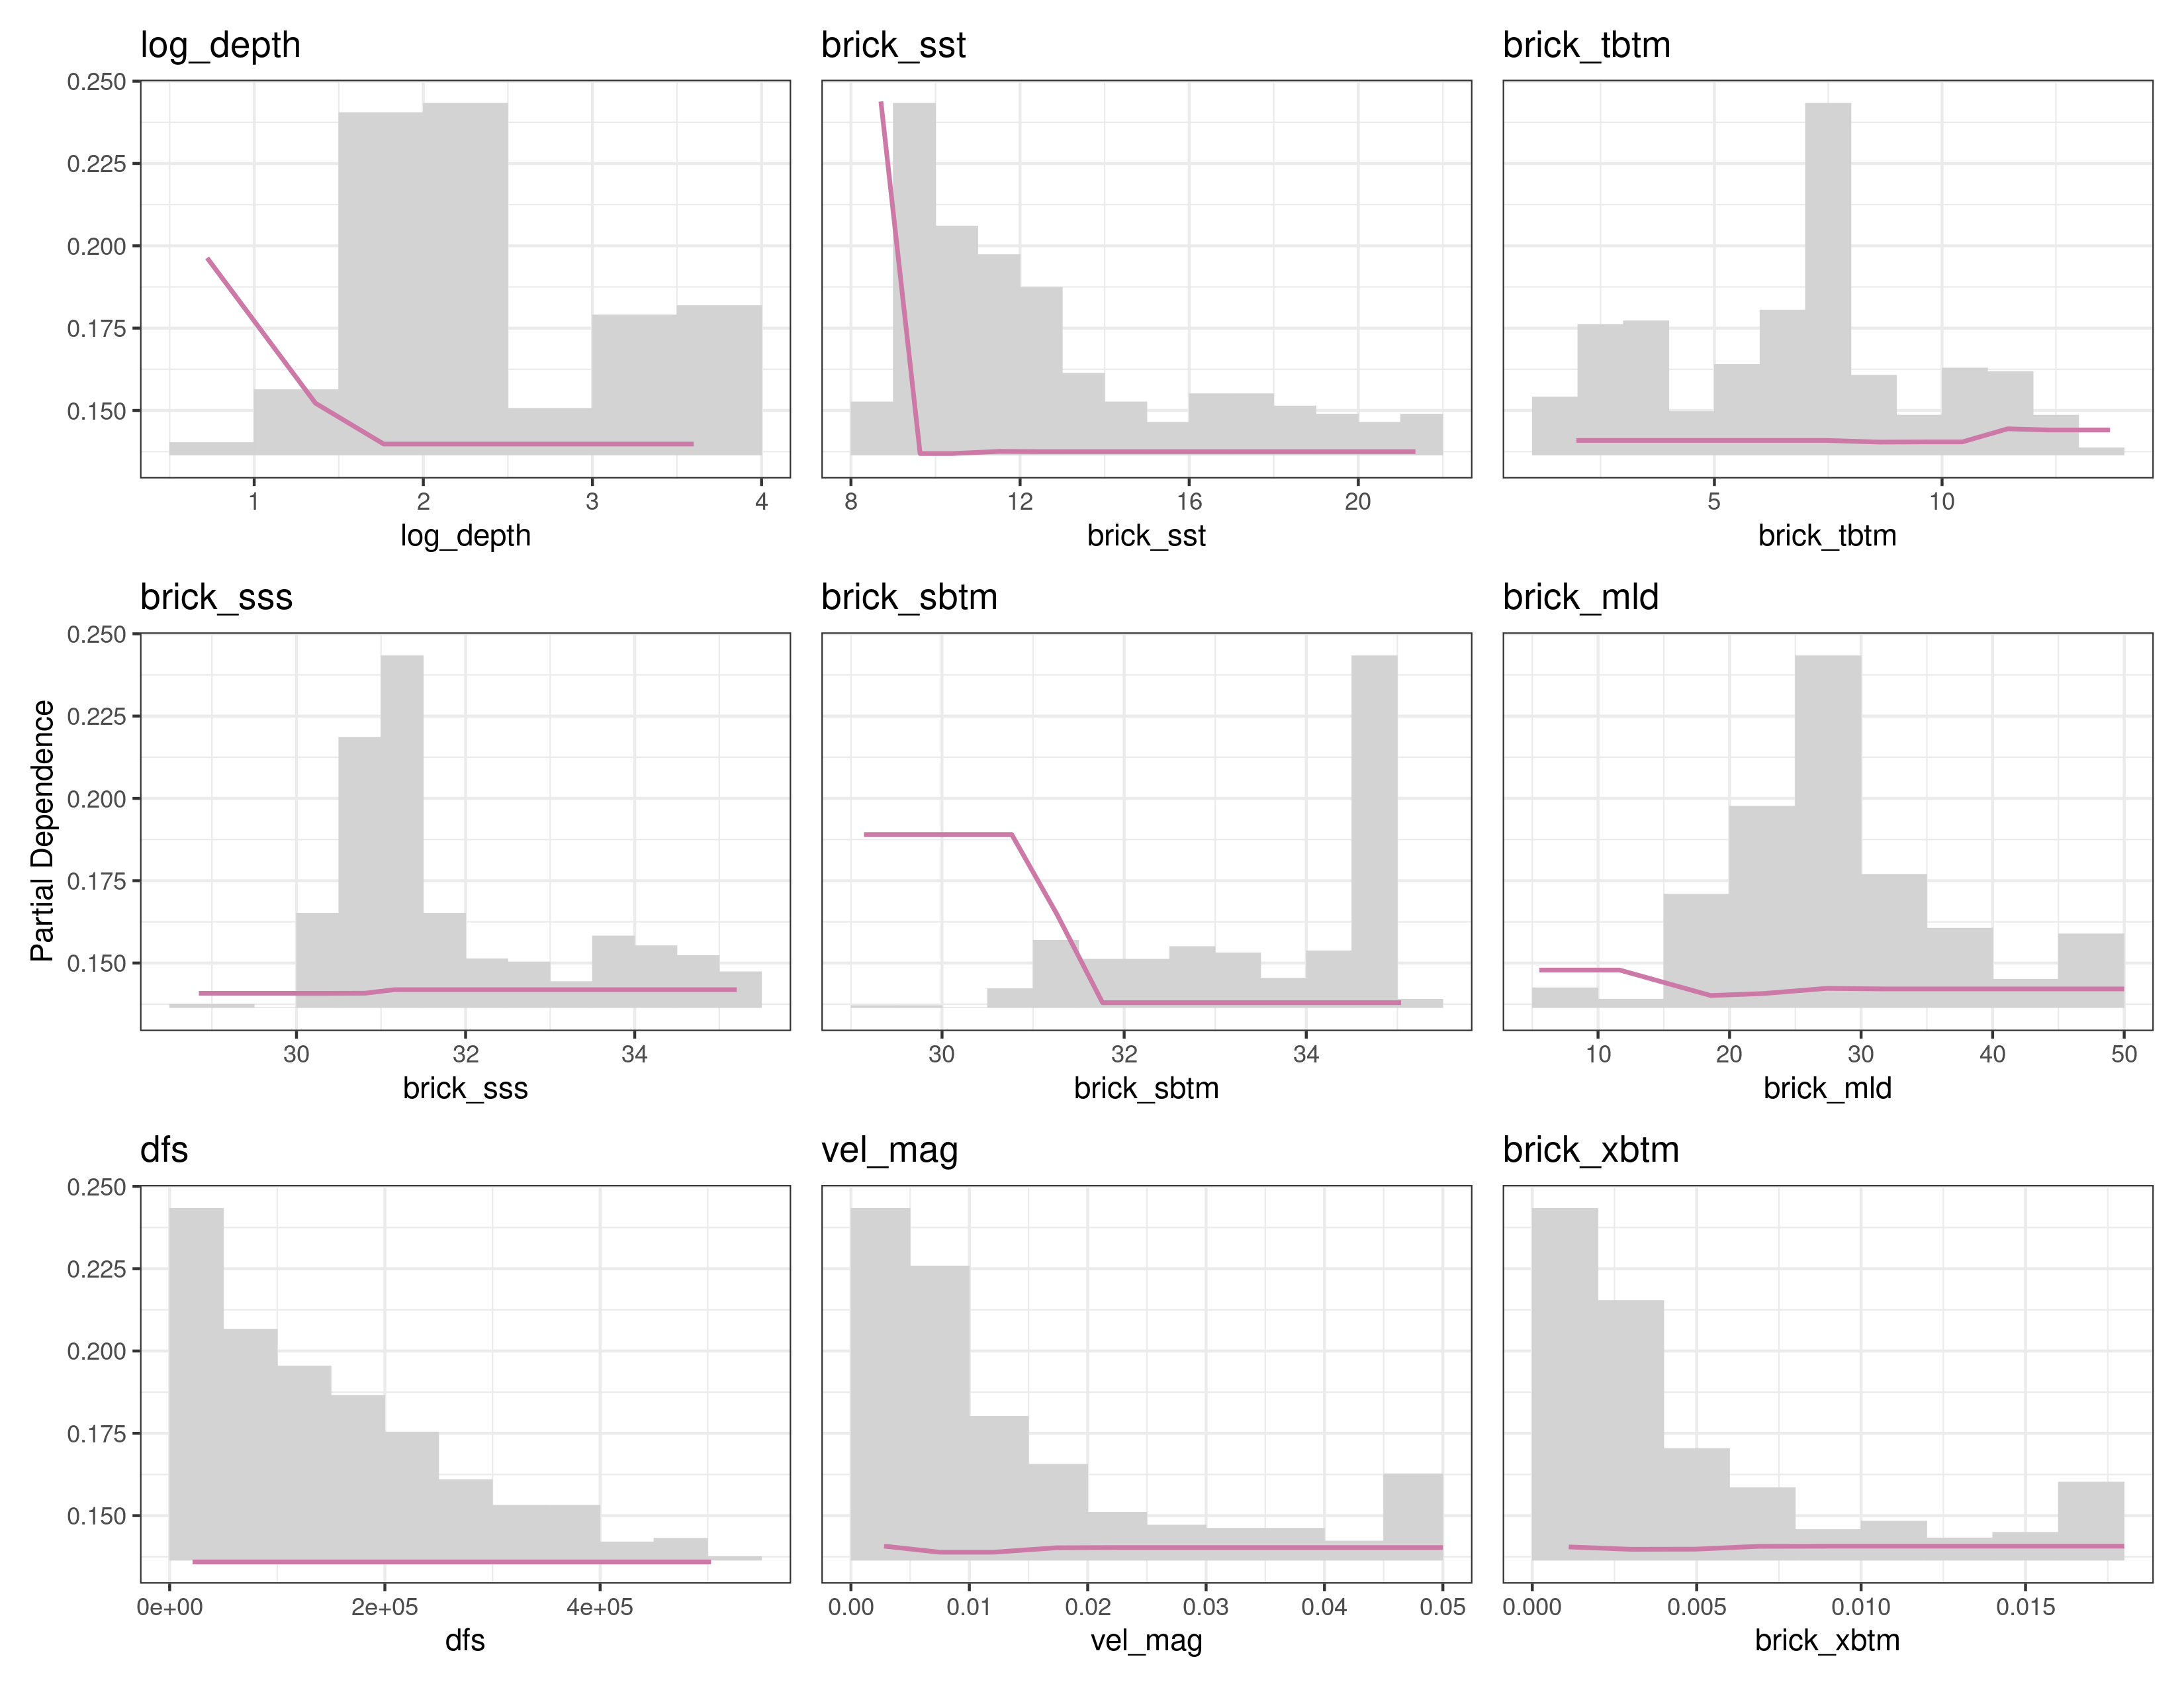 log_depth brick_sst brick_tbtm
0.250
0.225
0.200
0.175
0.150
1 2 3 4 8 12 16 20 5 10
log_depth brick_sst brick_tbtm
brick_sss brick_sbtm brick_mld
Partial Dependence
0.250
0.225
0.200
0.175
0.150
30 32 34 30 32 34 10 20 30 40 50
brick_sss brick_sbtm brick_mld
dfs vel_mag brick_xbtm
0.250
0.225
0.200
0.175
0.150
0e+00 2e+05 4e+05 0.00 0.01 0.02 0.03 0.04 0.05 0.000 0.005 0.010 0.015
dfs vel_mag brick_xbtm